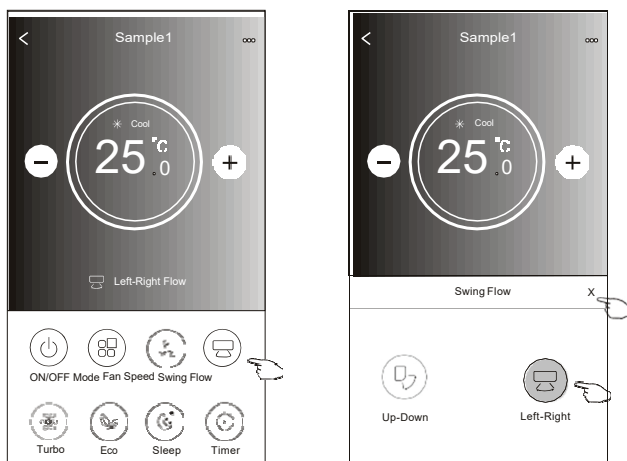 Sample1
Cool
25.0°C
Left-Right Flow
ON/OFF Mode Fan Speed Swing Flow
Turbo Eco Sleep Timer
Sample1
Cool
25.0°C
Swing Flow X
Up-Down Left-Right